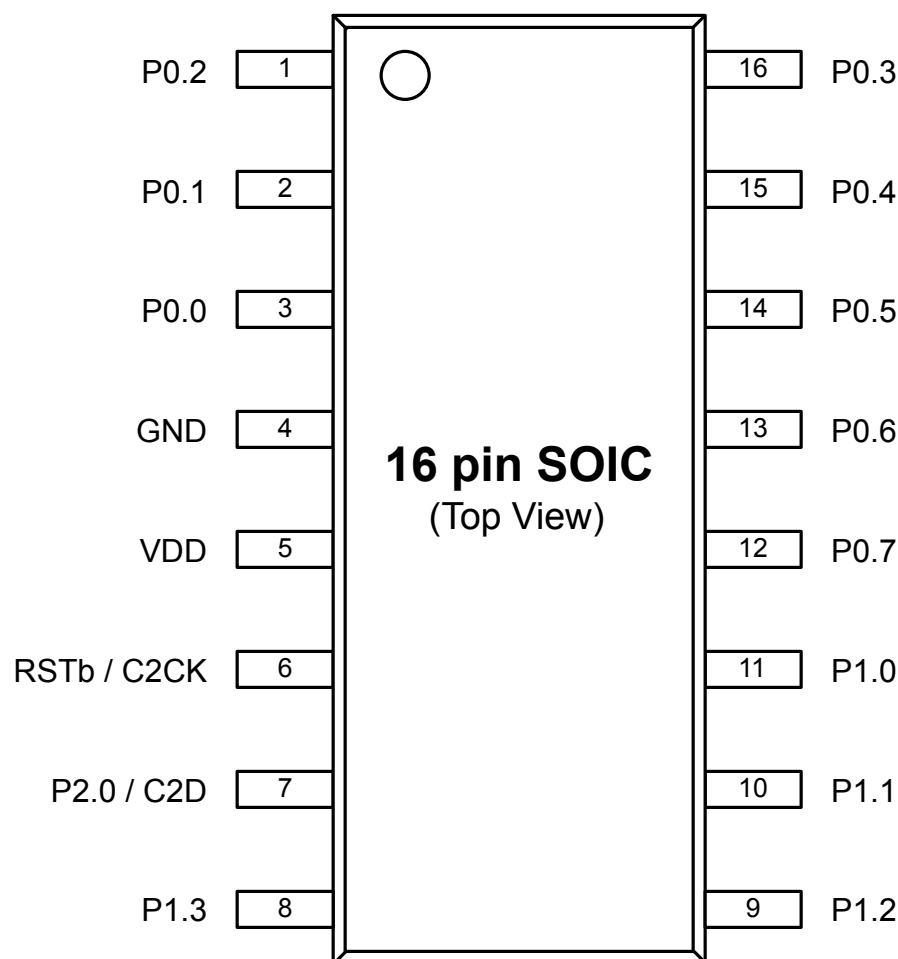 P0.2 1 16 P0.3
P0.1 2 15 P0.4
P0.0 3 14 P0.5
GND 4 13 P0.6
16 pin SOIC
(Top View)
VDD 5 12 P0.7
RSTb / C2CK 6 11 P1.0
P2.0 / C2D 7 10 P1.1
P1.3 8 9 P1.2